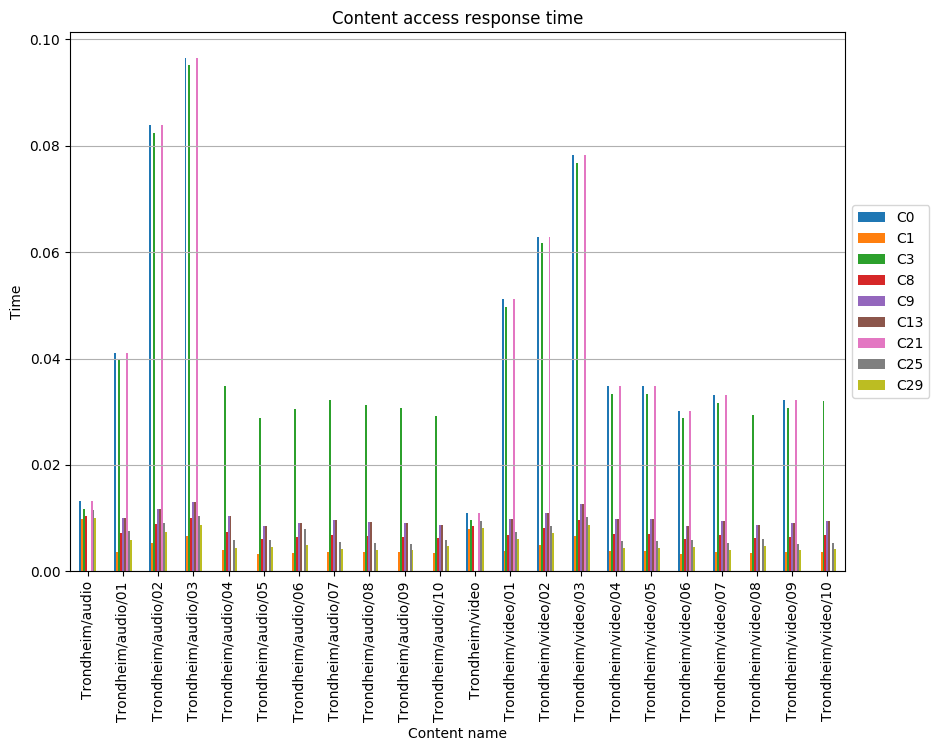 Content access response time
0.10
0.08
0.06
0.04
0.02
0.00
Time
Trondheim/audio
Trondheim/audio/01
Trondheim/audio/02
Trondheim/audio/03
Trondheim/audio/04
Trondheim/audio/05
Trondheim/audio/06
Trondheim/audio/07
Trondheim/audio/08
Trondheim/audio/09
Trondheim/audio/10
Trondheim/video
Trondheim/video/01
Trondheim/video/02
Trondheim/video/03
Trondheim/video/04
Trondheim/video/05
Trondheim/video/06
Trondheim/video/07
Trondheim/video/08
Trondheim/video/09
Trondheim/video/10
Content name
C0
C1
C3
C8
C9
C13
C21
C25
C29